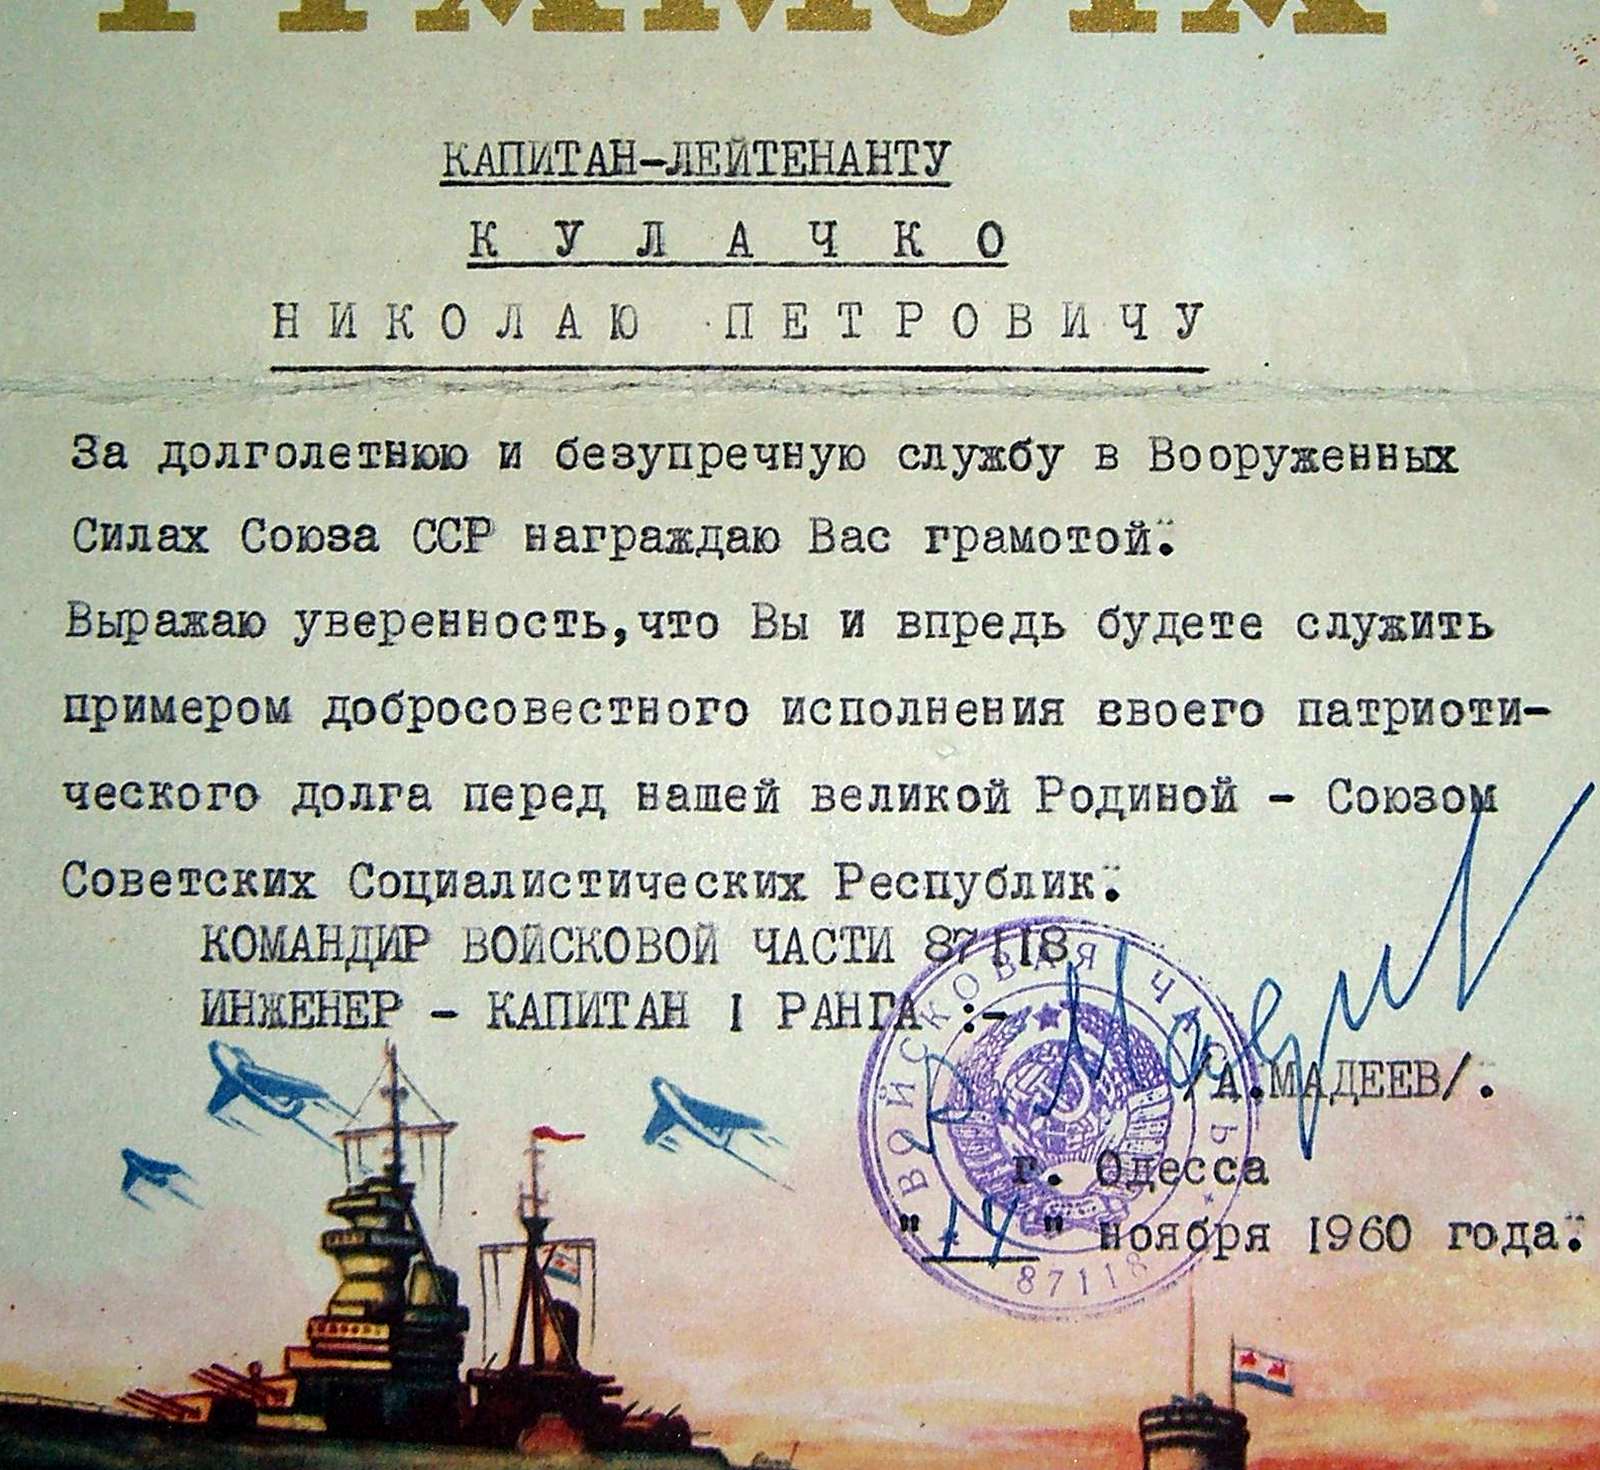 ГРАМОТА
КАПИТАН-ЛЕЙТЕНАНТУ
К У Л А Ч К О
Н И К О Л А Ю П Е Т Р О В И Ч У
За долголетнюю и безупречную службу в Вооруженных
Силах Союза ССР награждаю Вас грамотой.
Выражаю уверенность,что Вы и впредь будете служить
примером добросовестного исполнения своего патриоти-
ческого долга перед нашей великой Родиной - Союзом
Советских Социалистических Республик.
КОМАНДИР ВОЙСКОВОЙ ЧАСТИ 87118
ИНЖЕНЕР - КАПИТАН I РАНГА :-
/А.МАДЕЕВ/.
г. Одесса
"17" ноября 1960 года.
ВОЙСКОВАЯ ЧАСТЬ
87118